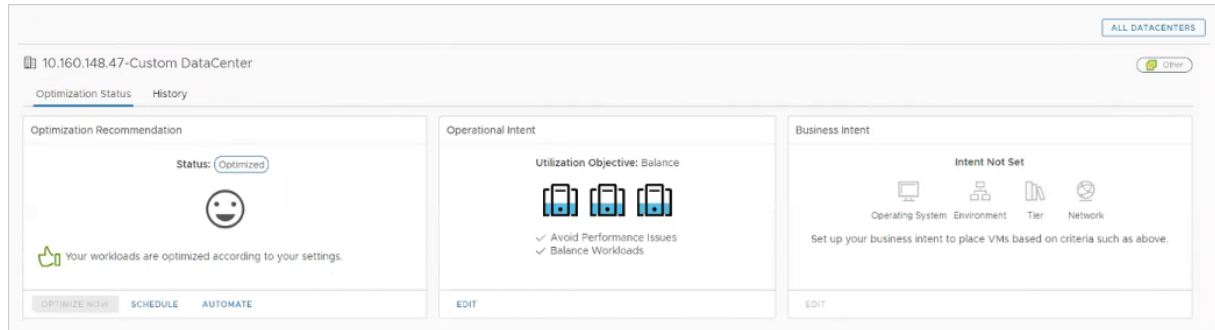 ALL DATACENTERS
10.160.148.47-Custom DataCenter
Other
Optimization Status History
Optimization Recommendation
Status: Optimized
Your workloads are optimized according to your settings.
OPTIMIZE NOW SCHEDULE AUTOMATE
Operational Intent
Utilization Objective: Balance
Avoid Performance Issues
Balance Workloads
EDIT
Business Intent
Intent Not Set
Operating System Environment Tier Network
Set up your business intent to place VMs based on criteria such as above.
EDIT